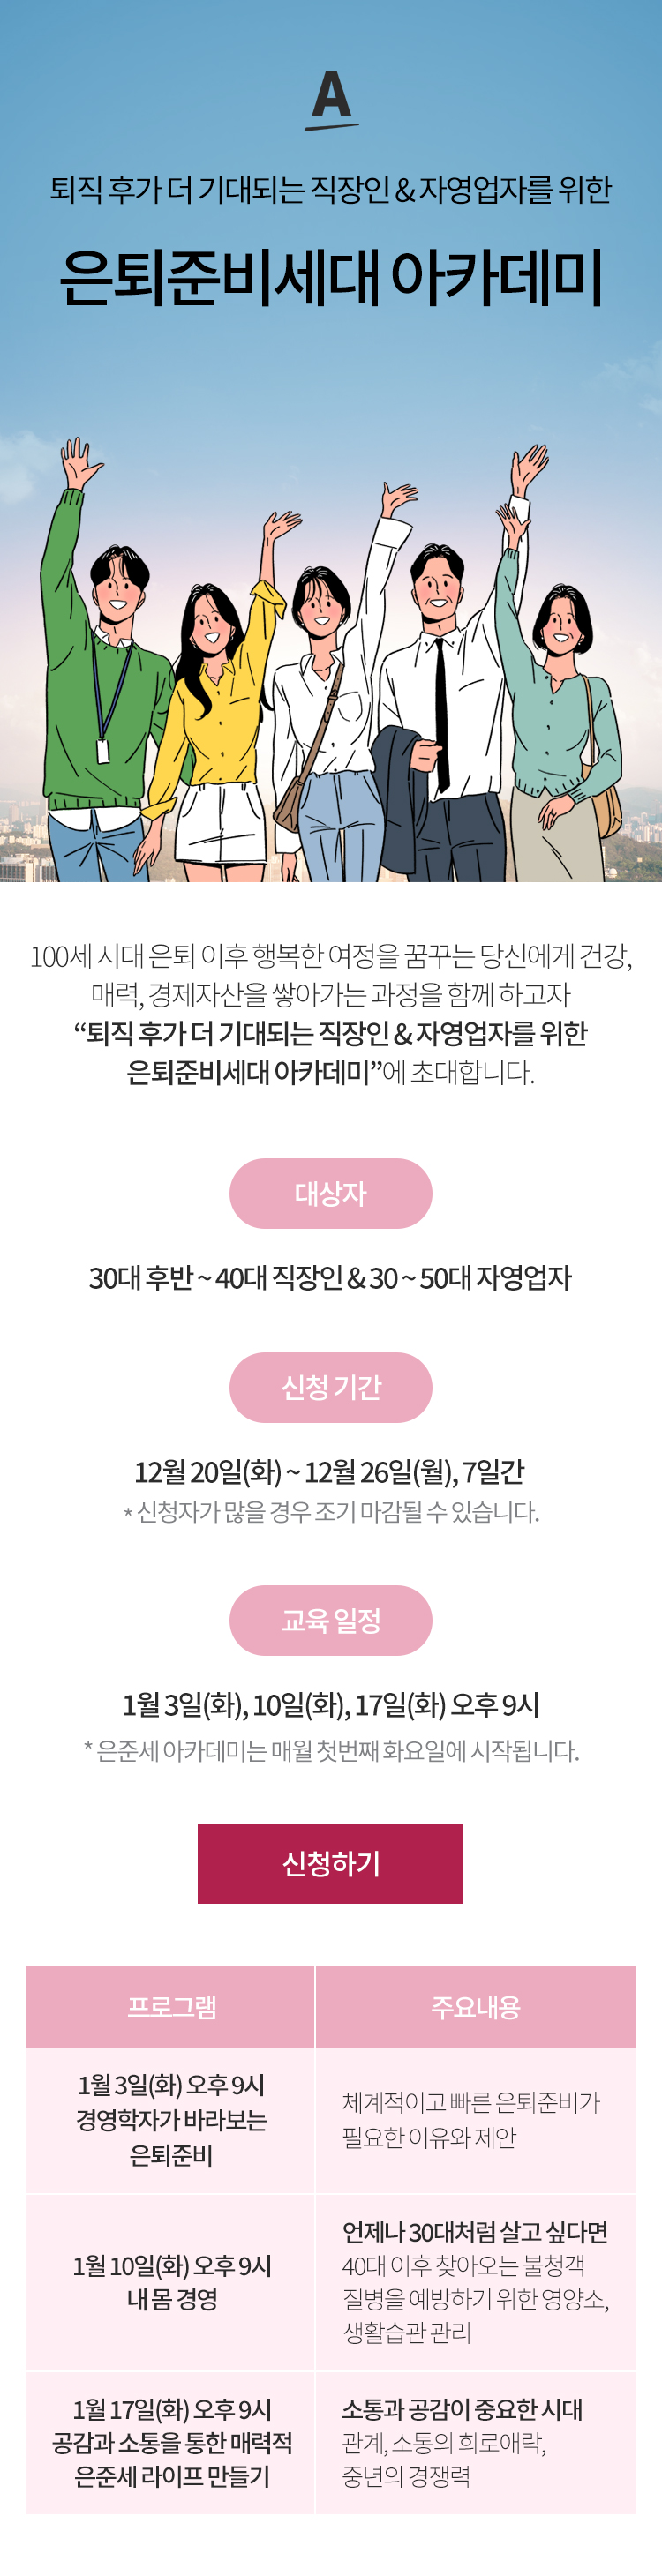 A
퇴직 후가 더 기대되는 직장인 & 자영업자를 위한
은퇴준비세대 아카데미
100세 시대 은퇴 이후 행복한 여정을 꿈꾸는 당신에게 건강,
매력, 경제자산을 쌓아가는 과정을 함께 하고자
“퇴직 후가 더 기대되는 직장인 & 자영업자를 위한
은퇴준비세대 아카데미”에 초대합니다.
대상자
30대 후반 ~ 40대 직장인 & 30 ~ 50대 자영업자
신청 기간
12월 20일(화) ~ 12월 26일(월), 7일간
* 신청자가 많을 경우 조기 마감될 수 있습니다.
교육 일정
1월 3일(화), 10일(화), 17일(화) 오후 9시
* 은준세 아카데미는 매월 첫번째 화요일에 시작됩니다.
신청하기
프로그램
주요내용
1월 3일(화) 오후 9시
경영학자가 바라보는
은퇴준비
체계적이고 빠른 은퇴준비가
필요한 이유와 제안
1월 10일(화) 오후 9시
내 몸 경영
언제나 30대처럼 살고 싶다면
40대 이후 찾아오는 불청객
질병을 예방하기 위한 영양소,
생활습관 관리
1월 17일(화) 오후 9시
공감과 소통을 통한 매력적
은준세 라이프 만들기
소통과 공감이 중요한 시대
관계, 소통의 희로애락,
중년의 경쟁력